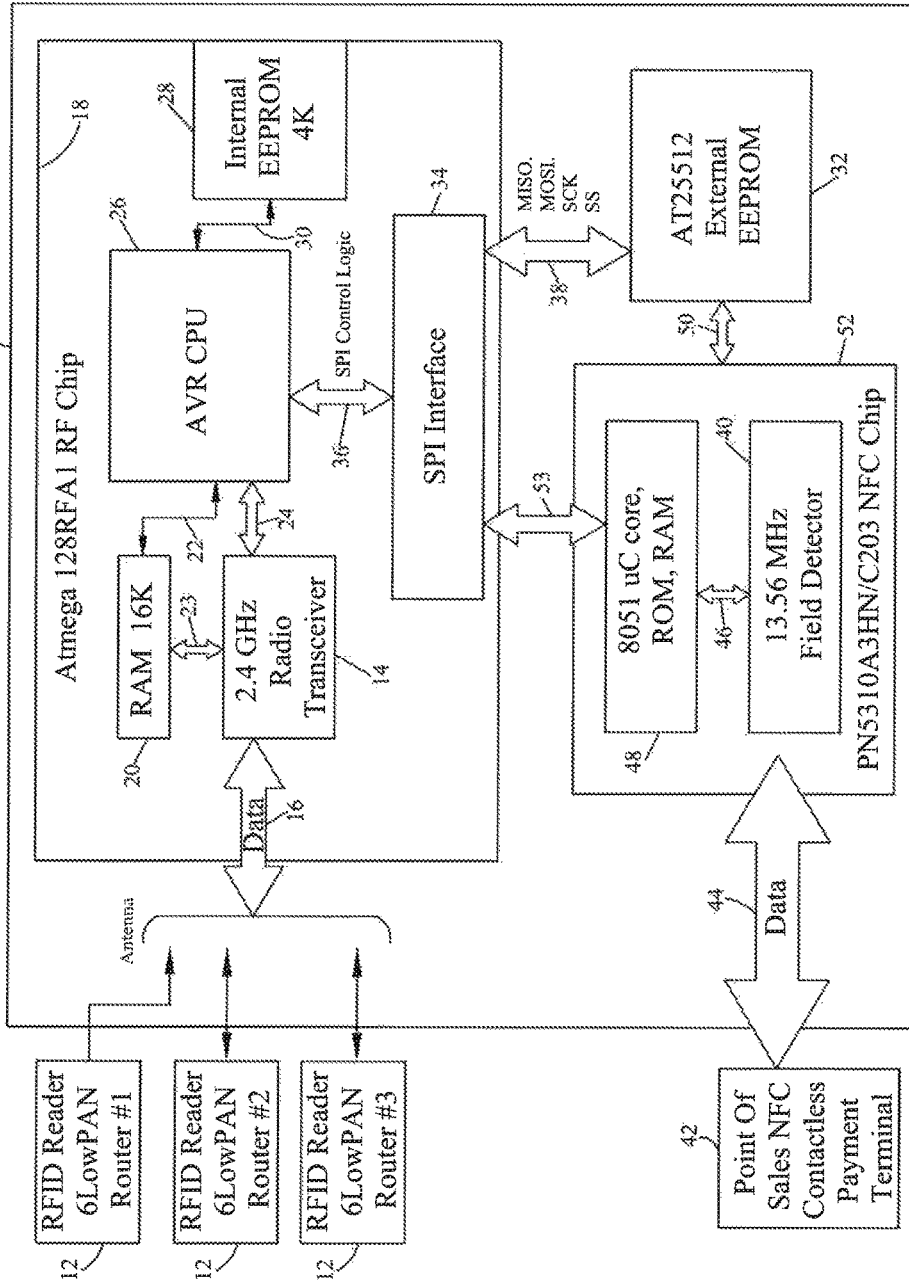 RFID Reader
6LowPAN
Router #1
12
RFID Reader
6LowPAN
Router #2
12
RFID Reader
6LowPAN
Router #3
12
Antenna
Data
16
Atmega 128RFA1 RF Chip
18
RAM 16K
20
22
23
2.4 GHz
Radio
Transceiver
14
24
AVR CPU
26
Internal
EEPROM
4K
28
30
SPI Control Logic
36
SPI Interface
34
MISO.
MOSI.
SCK
SS
38
AT25512
External
EEPROM
32
50
53
52
8051 uC core,
ROM, RAM
48
46
13.56 MHz
Field Detector
40
PN5310A3HN/C203 NFC Chip
44
Data
Point Of
Sales NFC
Contactless
Payment
Terminal
42